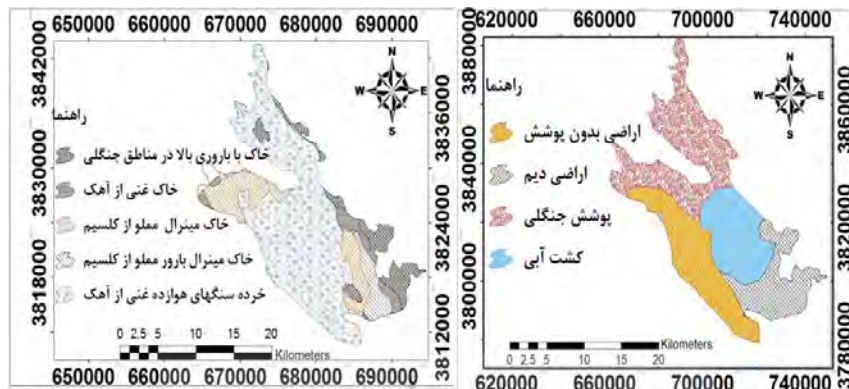 650000 660000 670000 680000 690000
620000 660000 700000 740000
3842000
3830000
3818000
3836000
3824000
3812000
N
W E
S
راهنما
خاک با باروری بالا در مناطق جنگلی
خاک غنی از آهک
خاک مینرال مملو از کلسیم
خاک مینرال بارور مملو از کلسیم
خرده سنگهای هوازده غنی از آهک
0 2.5 5 10 15 20
Kilometers
650000 660000 670000 680000 690000
3880000
3840000
3800000
3860000
3820000
3780000
N
W E
S
راهنما
اراضی بدون پوشش
اراضی دیم
پوشش جنگلی
کشت آبی
0 2.5 5 10 15 20
Kilometers
620000 660000 700000 740000